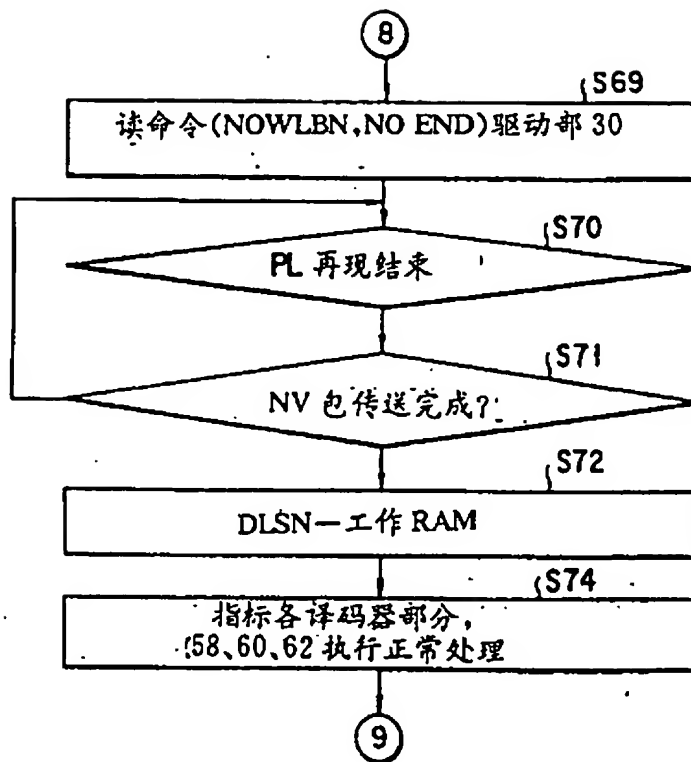 8
S69
读命令(NOWLBN,NO END)驱动部 30
S70
PL 再现结束
S71
NV 包传送完成?
S72
DLSN—工作 RAM
S74
指标各译码器部分,
58、60、62 执行正常处理
9